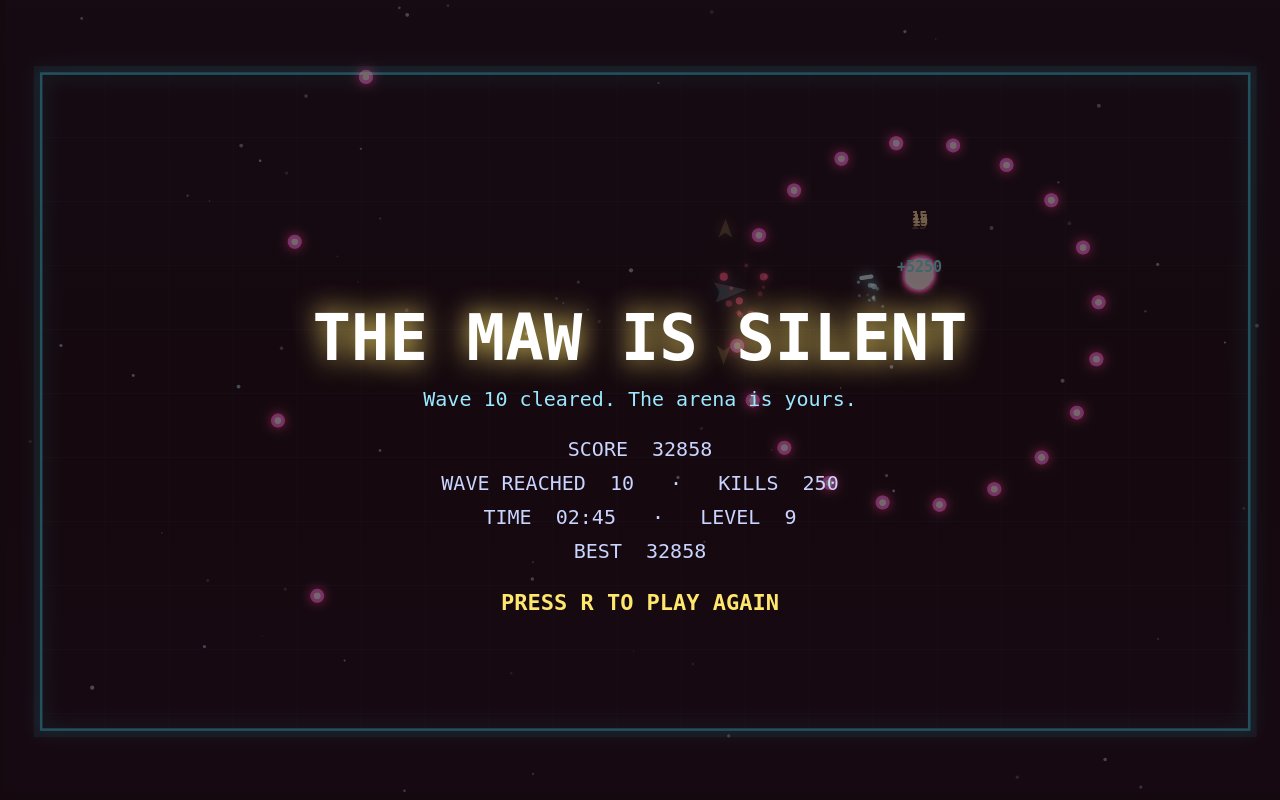 +5250
THE MAW IS SILENT
Wave 10 cleared. The arena is yours.
SCORE 32858
WAVE REACHED 10 · KILLS 250
TIME 02:45 · LEVEL 9
BEST 32858
PRESS R TO PLAY AGAIN